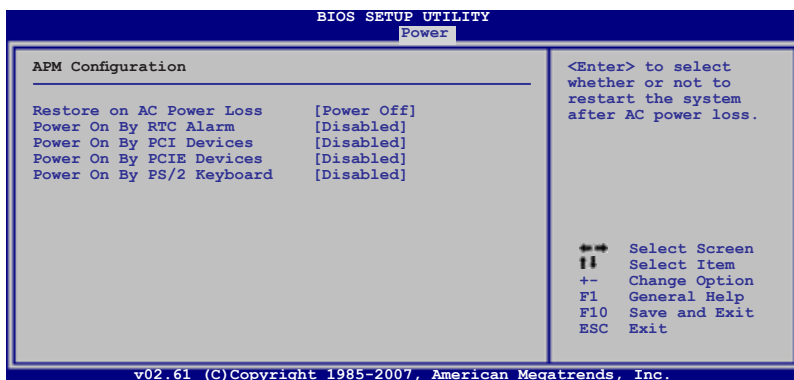 BIOS SETUP UTILITY
Power
APM Configuration
Restore on AC Power Loss [Power Off]
Power On By RTC Alarm [Disabled]
Power On By PCI Devices [Disabled]
Power On By PCIE Devices [Disabled]
Power On By PS/2 Keyboard [Disabled]
<Enter> to select
whether or not to
restart the system
after AC power loss.
←→ Select Screen
↑↓ Select Item
+- Change Option
F1 General Help
F10 Save and Exit
ESC Exit
v02.61 (C)Copyright 1985-2007, American Megatrends, Inc.